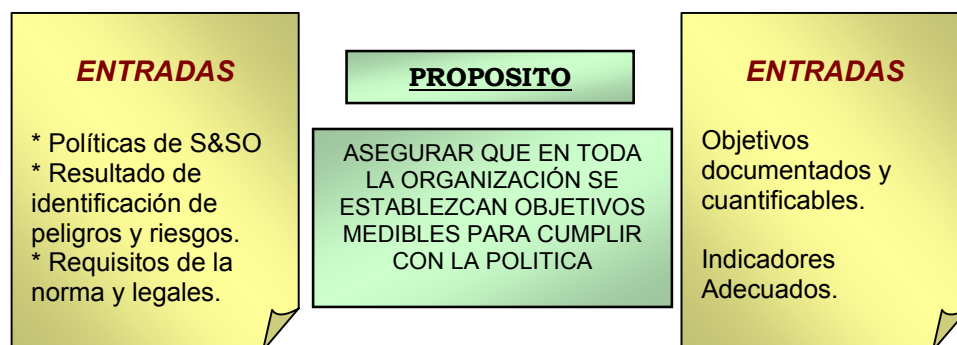 ENTRADAS
* Políticas de S&SO
* Resultado de
identificación de
peligros y riesgos.
* Requisitos de la
norma y legales.
PROPOSITO
ASEGURAR QUE EN TODA
LA ORGANIZACIÓN SE
ESTABLEZCAN OBJETIVOS
MEDIBLES PARA CUMPLIR
CON LA POLITICA
ENTRADAS
Objetivos
documentados y
cuantificables.
Indicadores
Adecuados.